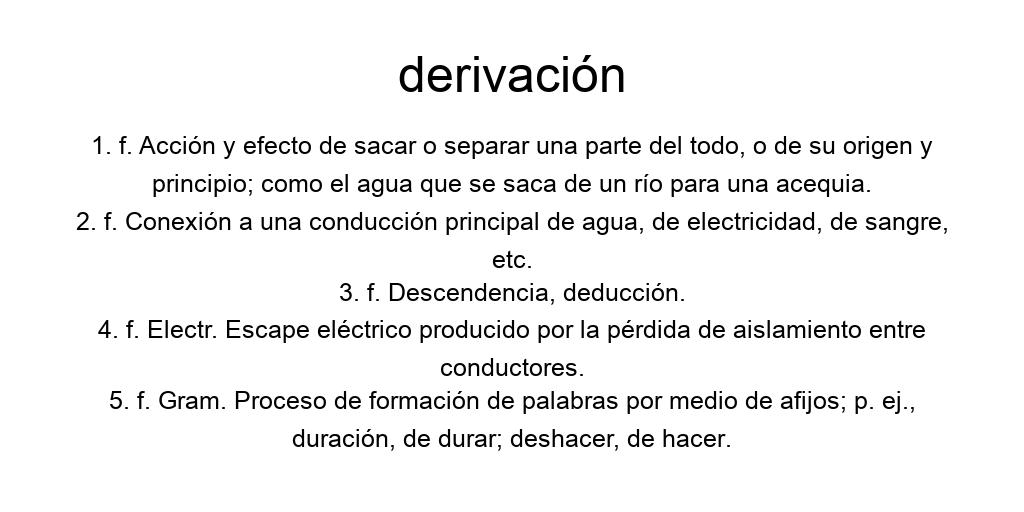 derivación
1. f. Acción y efecto de sacar o separar una parte del todo, o de su origen y
principio; como el agua que se saca de un río para una acequia.
2. f. Conexión a una conducción principal de agua, de electricidad, de sangre,
etc.
3. f. Descendencia, deducción.
4. f. Electr. Escape eléctrico producido por la pérdida de aislamiento entre
conductores.
5. f. Gram. Proceso de formación de palabras por medio de afijos; p. ej.,
duración, de durar; deshacer, de hacer.